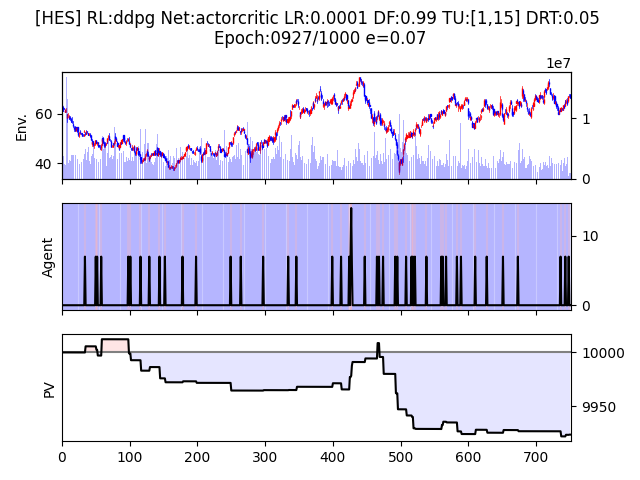 [HES] RL:ddpg Net:actorcritic LR:0.0001 DF:0.99 TU:[1,15] DRT:0.05
Epoch:0927/1000 e=0.07
1e7
Env.
60
40
1
0
Agent
10
0
PV
10000
9950
0 100 200 300 400 500 600 700